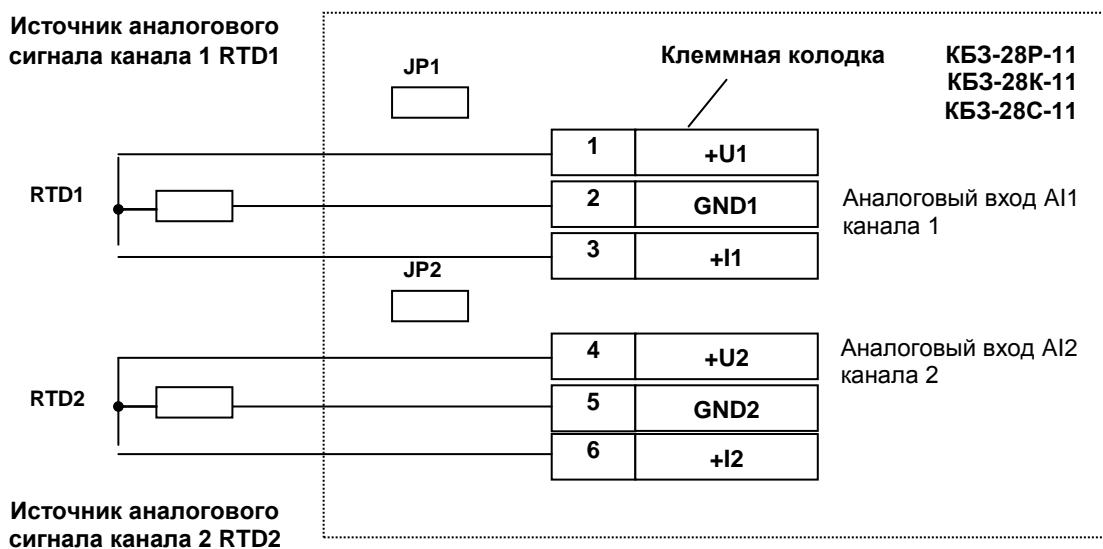 Источник аналогового
сигнала канала 1 RTD1
JP1
Клеммная колодка
КБЗ-28Р-11
КБЗ-28К-11
КБЗ-28С-11
1 +U1
RTD1
2 GND1
Аналоговый вход AI1
канала 1
3 +I1
JP2
4 +U2
Аналоговый вход AI2
канала 2
RTD2
5 GND2
6 +I2
Источник аналогового
сигнала канала 2 RTD2